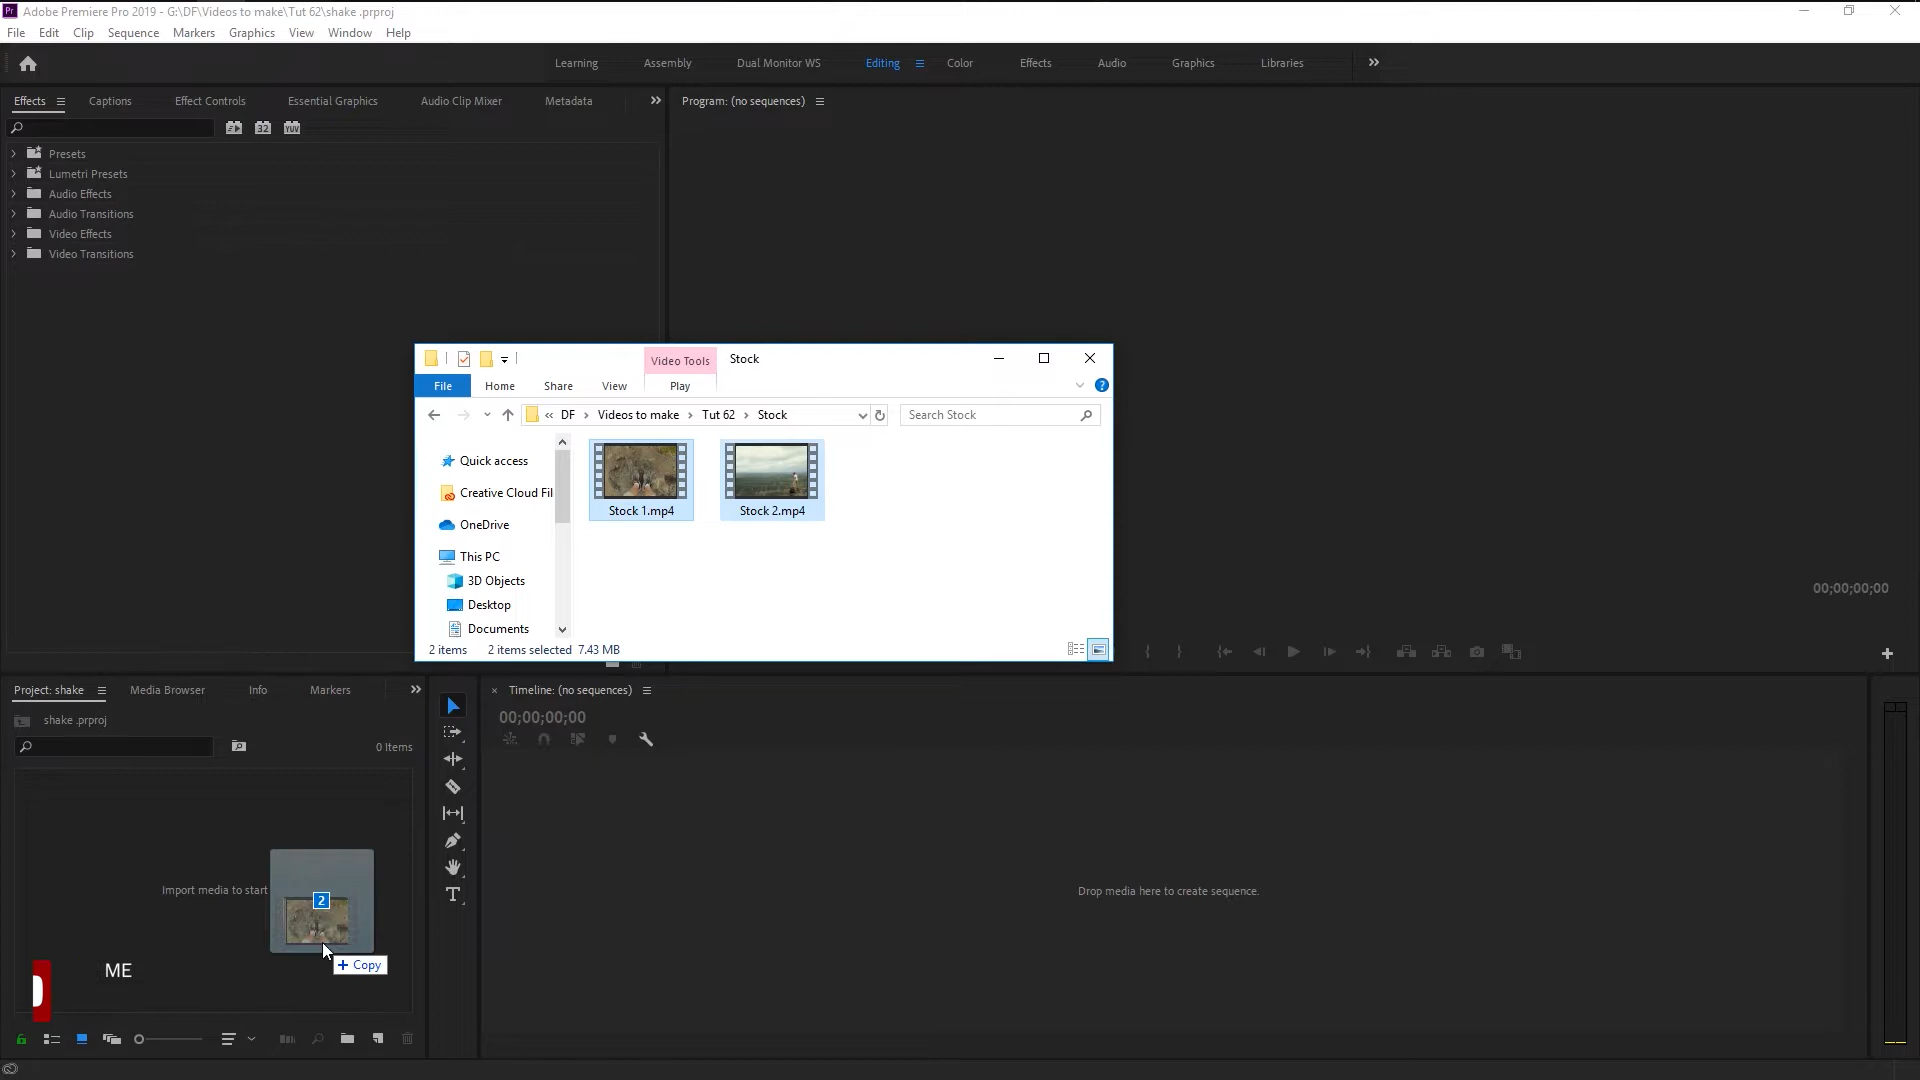 Pr Adobe Premiere Pro 2019 - G:\DF\Videos to make\Tut 62\shake .prproj
File Edit Clip Sequence Markers Graphics View Window Help
Learning Assembly Dual Monitor WS Editing Color Effects Audio Graphics Libraries
Effects Captions Effect Controls Essential Graphics Audio Clip Mixer Metadata
Program: (no sequences)
32 YUV
Presets
Lumetri Presets
Audio Effects
Audio Transitions
Video Effects
Video Transitions
Video Tools Stock
File Home Share View Play
« DF › Videos to make › Tut 62 › Stock
Search Stock
Quick access
Creative Cloud Fil
OneDrive
This PC
3D Objects
Desktop
Documents
Stock 1.mp4
Stock 2.mp4
2 items 2 items selected 7.43 MB
00;00;00;00
Project: shake Media Browser Info Markers
shake .prproj
0 Items
Import media to start
2
+ Copy
ME
× Timeline: (no sequences)
00;00;00;00
Drop media here to create sequence.